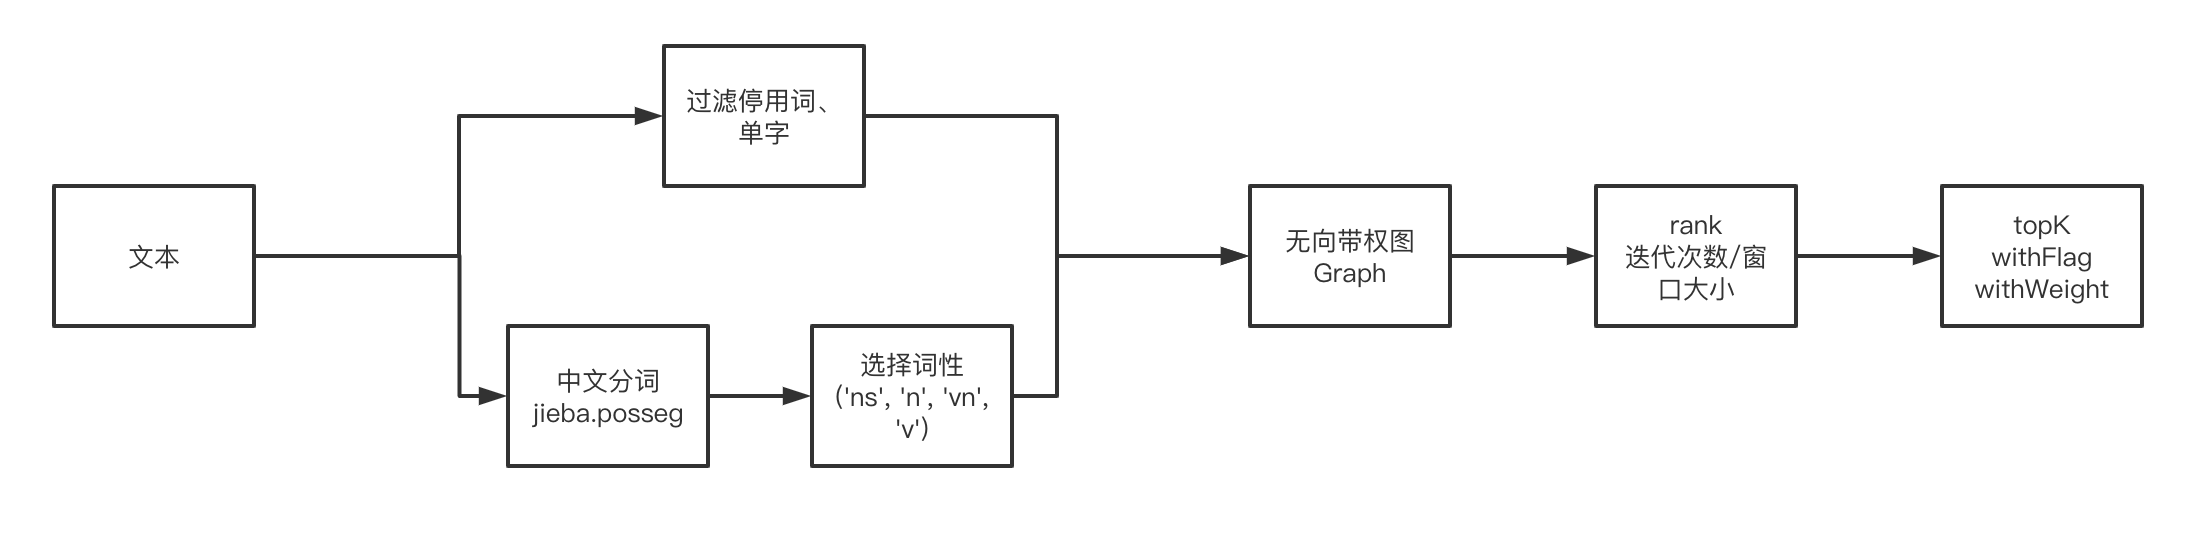 文本
过滤停用词、
单字
中文分词
jieba.posseg
选择词性
('ns', 'n', 'vn',
'v')
无向带权图
Graph
rank
迭代次数/窗
口大小
topK
withFlag
withWeight